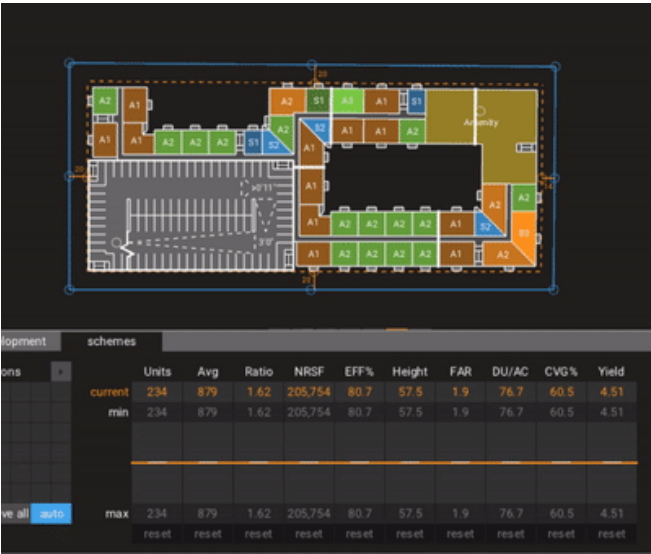 20
A2 A1 A2 S1 A3 A1 S1
Amenity
A2 S2 A1 A1 A2
A1 A1 A2 A2 A2 S1 S2 A1
20
A1 A2 A2
14
A1 A2 A2 A2 A2 A1 S2
A1 A2 A2 A2 A2 A1 A2
20
lopment schemes
ons Units Avg Ratio NRSF EFF% Height FAR DU/AC CVG% Yield
current 234 879 1.62 205,754 80.7 57.5 1.9 76.7 60.5 4.51
min 234 879 1.62 205,754 80.7 57.5 1.9 76.7 60.5 4.51
ve all auto max 234 879 1.62 205,754 80.7 57.5 1.9 76.7 60.5 4.51
reset reset reset reset reset reset reset reset reset reset